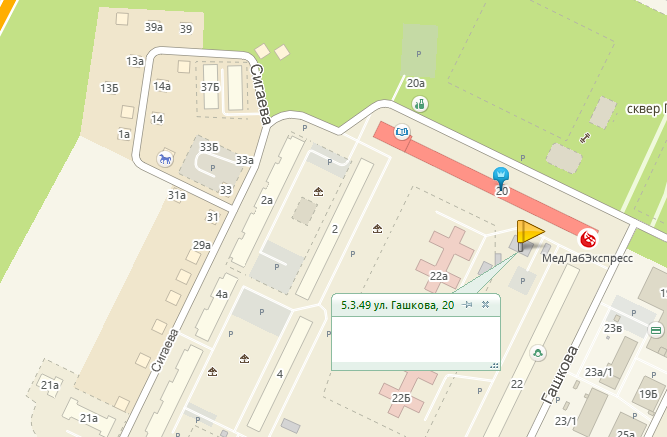 39а
39
13а
37Б
14а
13Б
14
1а
Сигаева
33Б
33а
33
31а
31
29а
2а
2
4а
4
Сигаева
21а
21а
P
20а
сквер
P
20
МедЛабЭкспресс
22а
5.3.49 ул. Гашкова, 20
22Б
22
Гашкова
23в
23а/1
19Б
23/1
25а
P
P
P
P
P
P
P
P
P
P
P